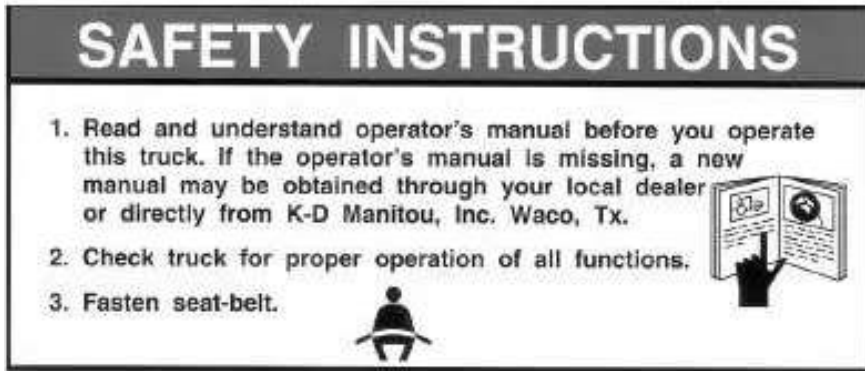 SAFETY INSTRUCTIONS
1. Read and understand operator's manual before you operate
this truck. If the operator's manual is missing, a new
manual may be obtained through your local dealer
or directly from K-D Manitou, Inc. Waco, Tx.
2. Check truck for proper operation of all functions.
3. Fasten seat-belt.